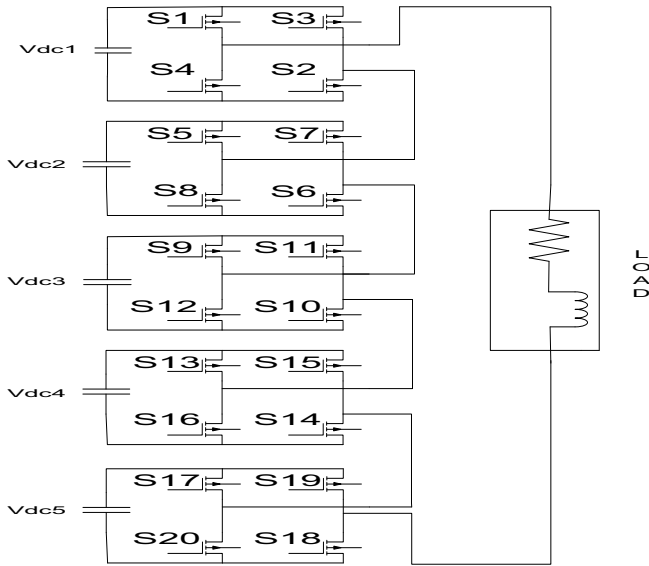 S1 S3
Vdc1
S4 S2
S5 S7
Vdc2
S8 S6
S9 S11
Vdc3
S12 S10
S13 S15
Vdc4
S16 S14
S17 S19
Vdc5
S20 S18
LOAD